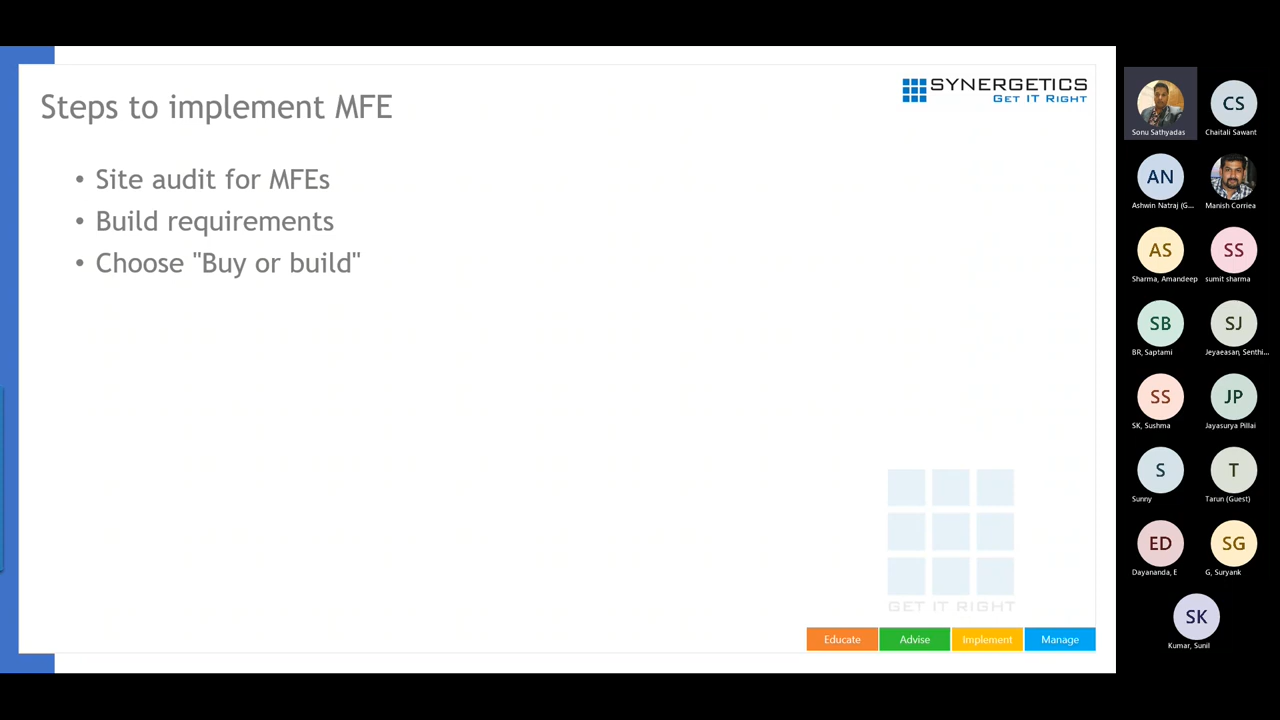 Steps to implement MFE
SYNERGETICS
GET IT RIGHT
• Site audit for MFEs
• Build requirements
• Choose "Buy or build"
GET IT RIGHT
Educate
Advise
Implement
Manage
Sonu Sathyadas
CS
Chaitali Sawant
AN
Ashwin Natraj (G...
Manish Corriea
AS
Sharma, Amandeep
SS
sumit sharma
SB
BR, Saptami
SJ
Jeyaeasan, Senthi...
SS
SK, Sushma
JP
Jayasurya Pillai
S
Sunny
T
Tarun (Guest)
ED
Dayananda, E
SG
G, Suryank
SK
Kumar, Sunil